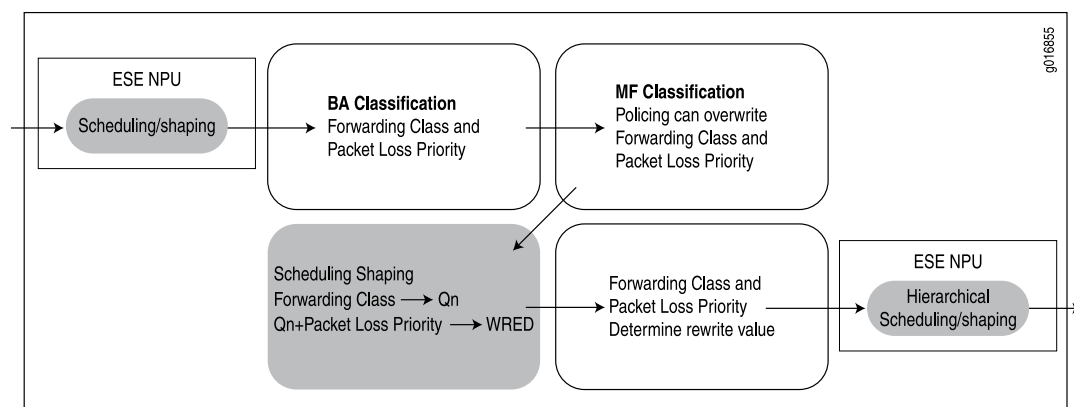 g016855
ESE NPU
Scheduling/shaping
BA Classification
Forwarding Class and
Packet Loss Priority
MF Classification
Policing can overwrite
Forwarding Class and
Packet Loss Priority
Scheduling Shaping
Forwarding Class → Qn
Qn+Packet Loss Priority → WRED
Forwarding Class and
Packet Loss Priority
Determine rewrite value
ESE NPU
Hierarchical
Scheduling/shaping